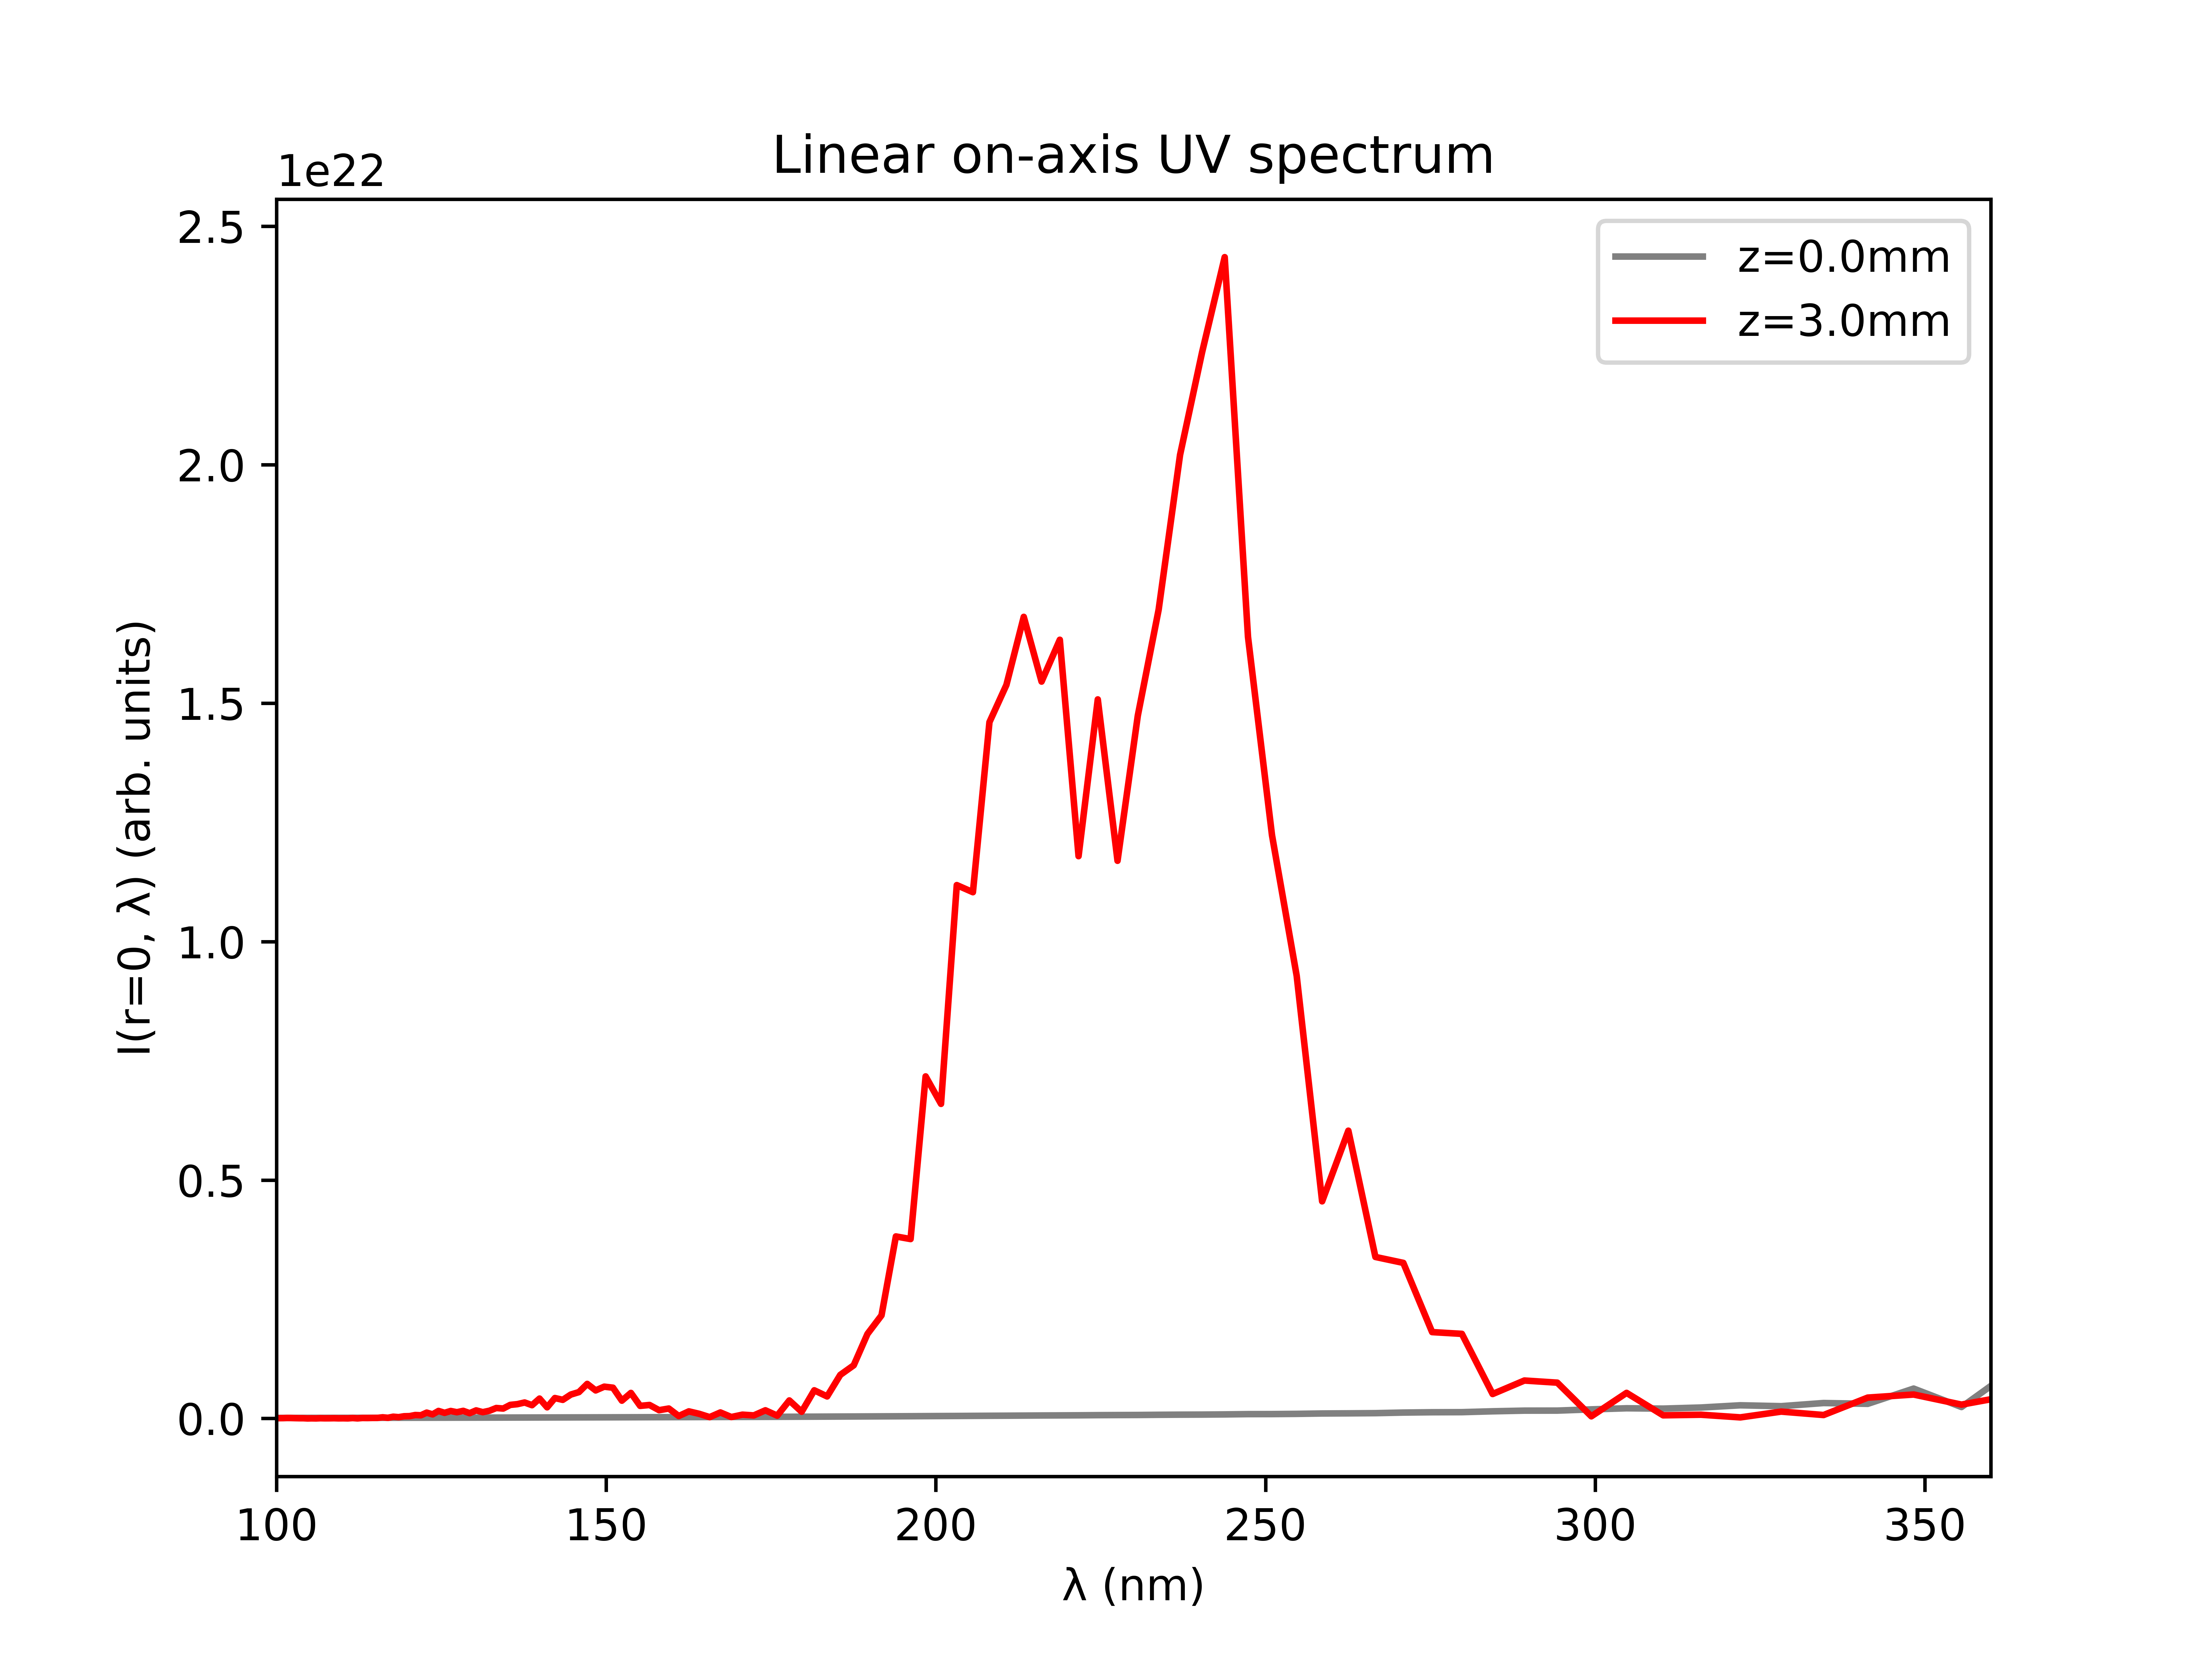 Linear on-axis UV spectrum
1e22
z=0.0mm
z=3.0mm
2.5
2.0
1.5
1.0
0.5
0.0
I(r=0, λ) (arb. units)
100 150 200 250 300 350
λ (nm)